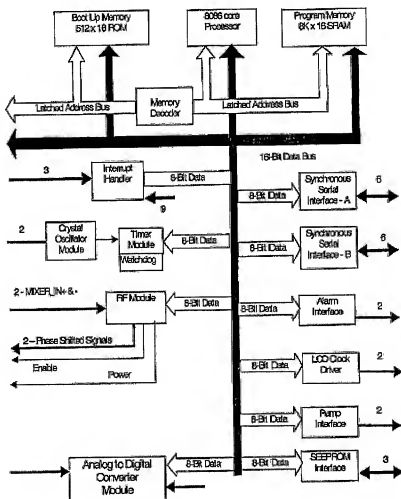 Boot Up Memory
512 x 16 ROM
8086 core
Processor
Program Memory
8K x 16 SRAM
Latched Address Bus
Memory
Decoder
Latched Address Bus
16-Bit Data Bus
3
Interrupt
Handler
8-Bit Data
9
8-Bit Data
Synchronous
Serial
Interface - A
6
2
Crystal
Oscillator
Module
Timer
Module
Watchdog
8-Bit Data
8-Bit Data
Synchronous
Serial
Interface - B
6
2 - MIXER_IN+ & -
RF Module
8-Bit Data
8-Bit Data
Alarm
Interface
2
2 - Phase Shifted Signals
Enable
Power
8-Bit Data
LCD Clock
Driver
2
8-Bit Data
Pump
Interface
2
Analog to Digital
Converter
Module
8-Bit Data
8-Bit Data
SEEPROM
Interface
3